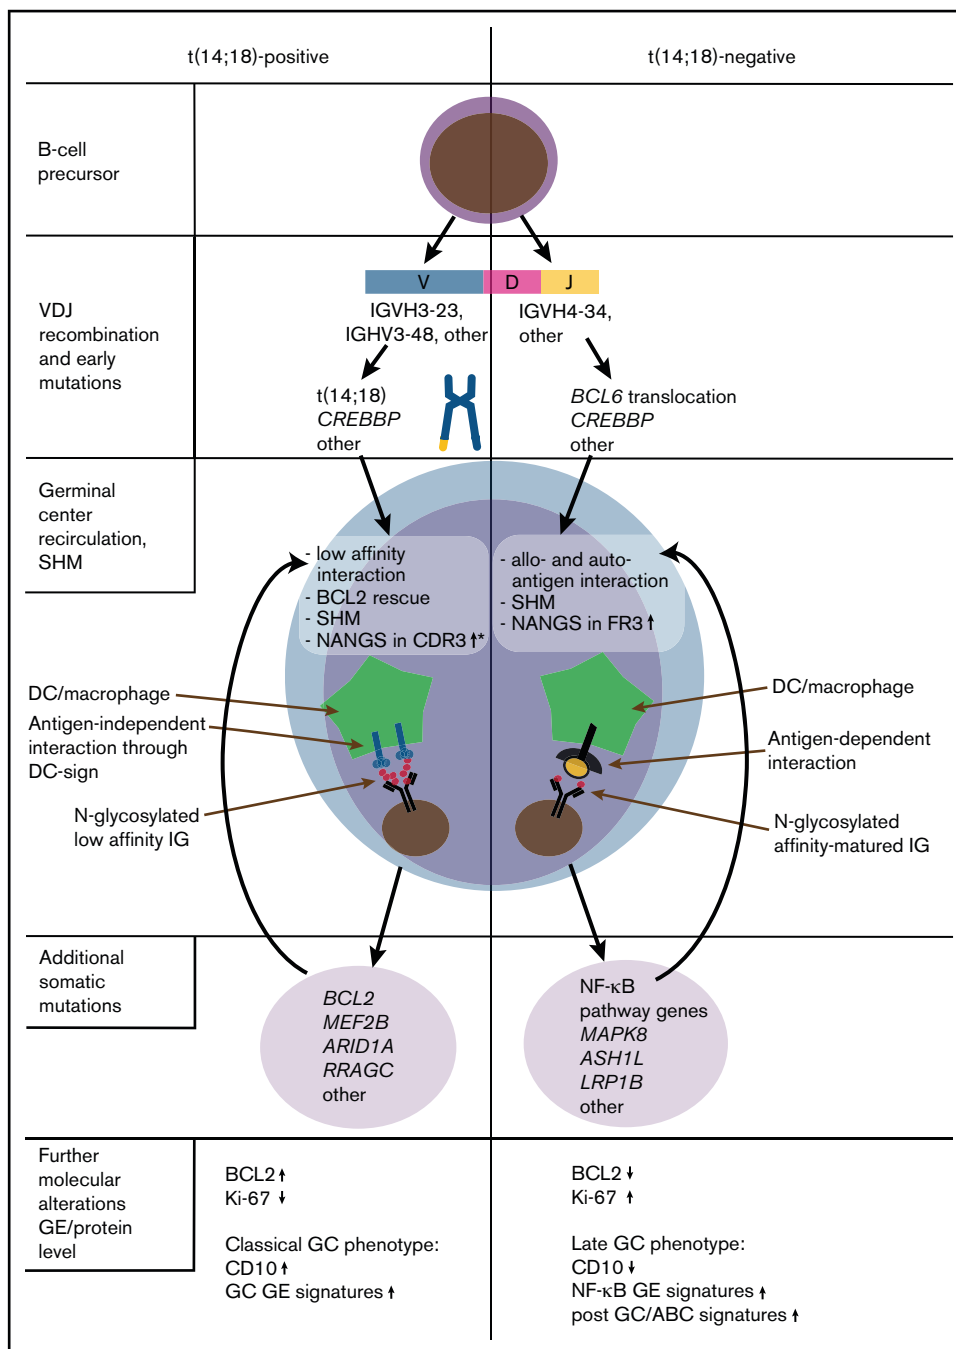 t(14;18)-positive
t(14;18)-negative
B-cell
precursor
VDJ
recombination
and early
mutations
V D J
IGVH3-23,
IGHV3-48, other
IGVH4-34,
other
t(14;18)
CREBBP
other
BCL6 translocation
CREBBP
other
Germinal
center
recirculation,
SHM
- low affinity
interaction
- BCL2 rescue
- SHM
- NANGS in CDR3 ↑*
- allo- and auto-
antigen interaction
- SHM
- NANGS in FR3 ↑
DC/macrophage
Antigen-independent
interaction through
DC-sign
N-glycosylated
low affinity IG
DC/macrophage
Antigen-dependent
interaction
N-glycosylated
affinity-matured IG
Additional
somatic
mutations
BCL2
MEF2B
ARID1A
RRAGC
other
NF-κB
pathway genes
MAPK8
ASH1L
LRP1B
other
Further
molecular
alterations
GE/protein
level
BCL2 ↑
Ki-67 ↓
Classical GC phenotype:
CD10 ↑
GC GE signatures ↑
BCL2 ↓
Ki-67 ↑
Late GC phenotype:
CD10 ↓
NF-κB GE signatures ↑
post GC/ABC signatures ↑